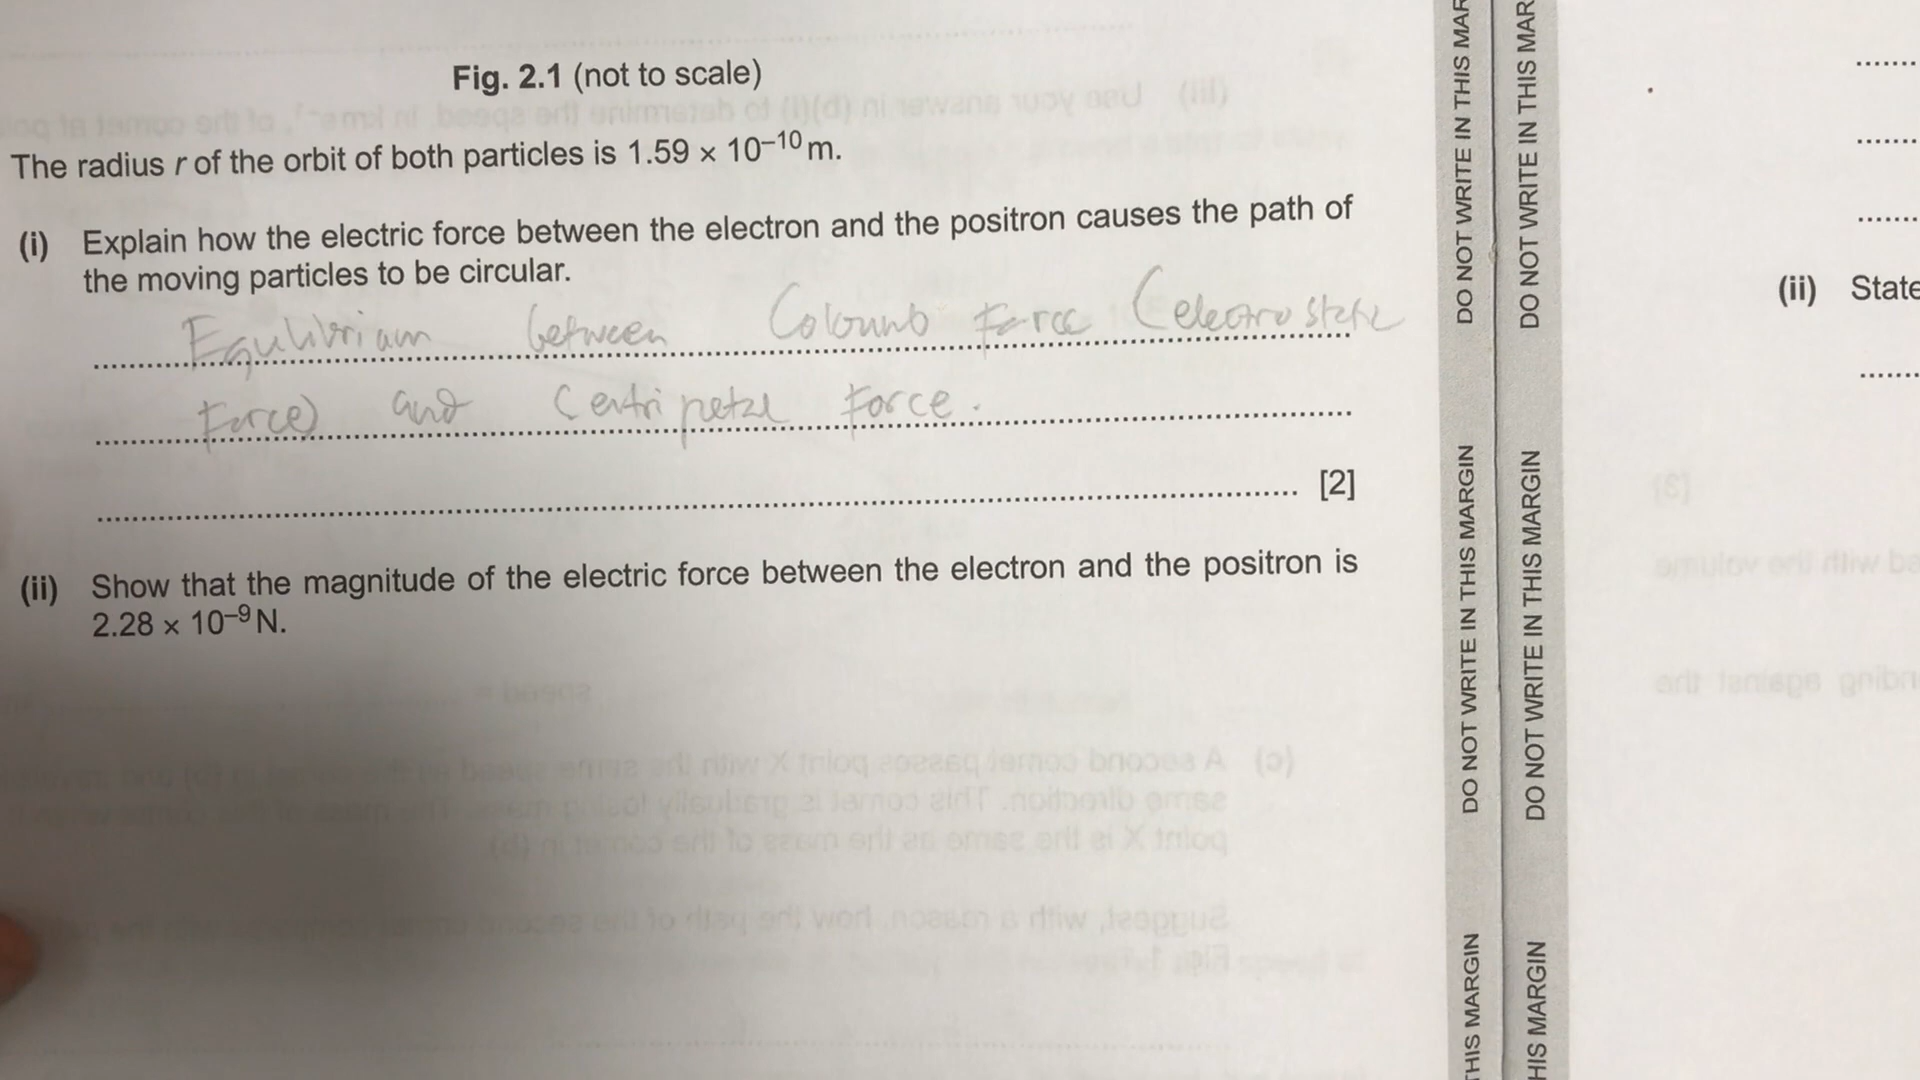 Fig. 2.1 (not to scale)
The radius r of the orbit of both particles is 1.59 × 10⁻¹⁰ m.
(i) Explain how the electric force between the electron and the positron causes the path of
the moving particles to be circular.
Equilibrium between Coloumb Force (electrostatic
Force) and Centripetal Force.
[2]
(ii) Show that the magnitude of the electric force between the electron and the positron is
2.28 × 10⁻⁹ N.
DO NOT WRITE IN THIS MAR
DO NOT WRITE IN THIS MARGIN
THIS MARGIN
DO NOT WRITE IN THIS MAR
DO NOT WRITE IN THIS MARGIN
HIS MARGIN
(ii) State